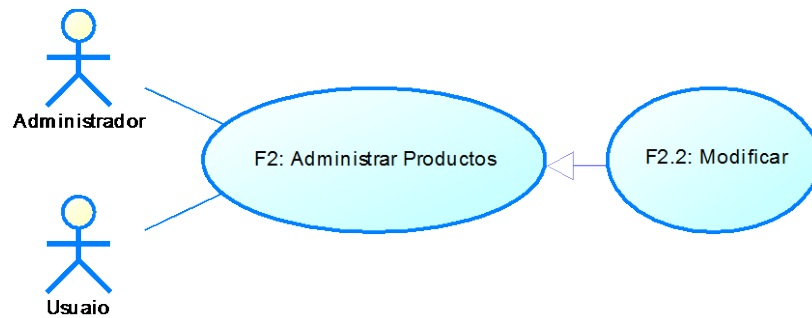 Administrador
F2: Administrar Productos
F2.2: Modificar
Usuaio